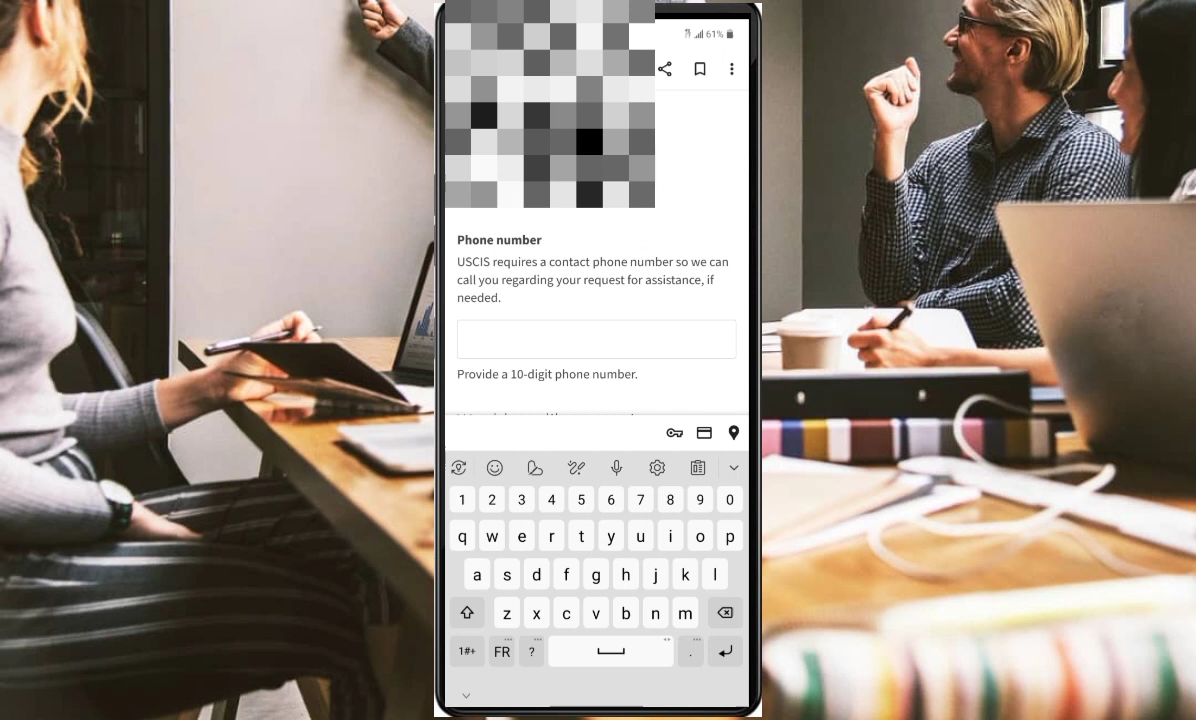 61%
Phone number
USCIS requires a contact phone number so we can
call you regarding your request for assistance, if
needed.
Provide a 10-digit phone number.
1 2 3 4 5 6 7 8 9 0
q w e r t y u i o p
a s d f g h j k l
z x c v b n m
1#+ FR ? .